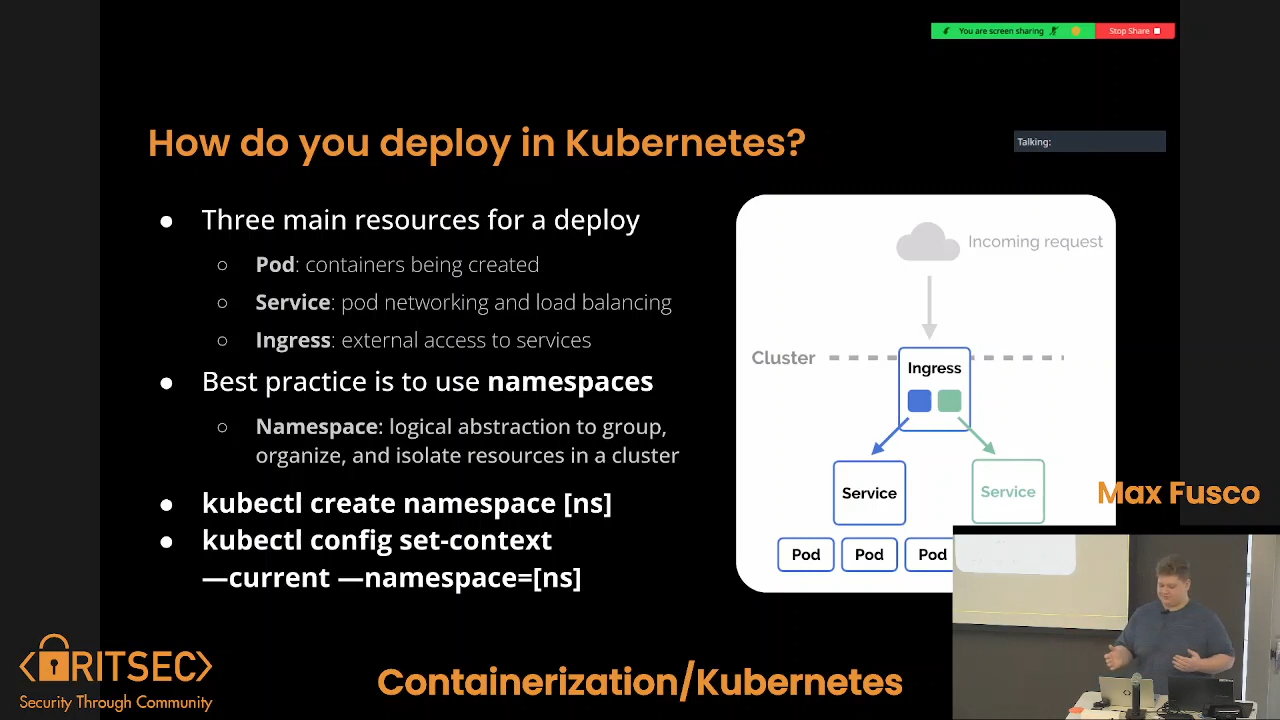 You are screen sharing
Stop Share
How do you deploy in Kubernetes?
Talking:
● Three main resources for a deploy
○ Pod: containers being created
○ Service: pod networking and load balancing
○ Ingress: external access to services
● Best practice is to use namespaces
○ Namespace: logical abstraction to group,
organize, and isolate resources in a cluster
● kubectl create namespace [ns]
● kubectl config set-context
—current —namespace=[ns]
Incoming request
Cluster
Ingress
Service
Service
Pod
Pod
Pod
Max Fusco
RITSEC
Security Through Community
Containerization/Kubernetes